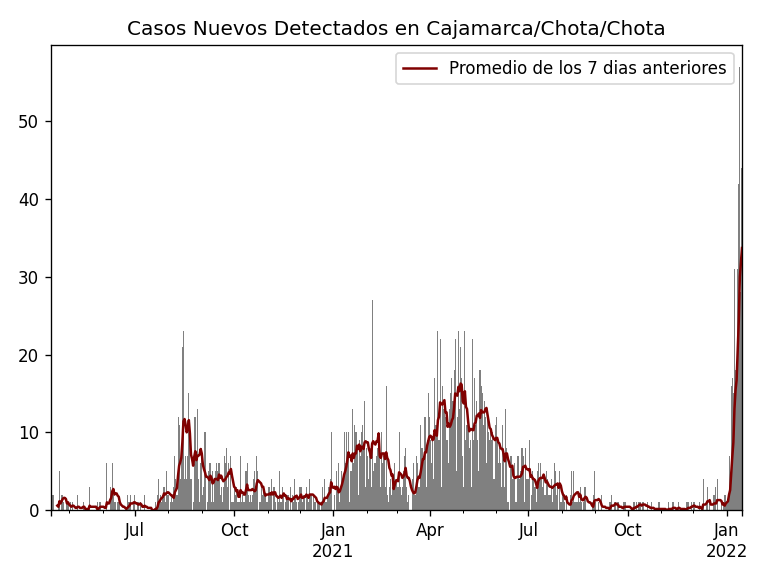 Casos Nuevos Detectados en Cajamarca/Chota/Chota
Promedio de los 7 dias anteriores
50
40
30
20
10
0
Jul
Oct
Jan
2021
Apr
Jul
Oct
Jan
2022